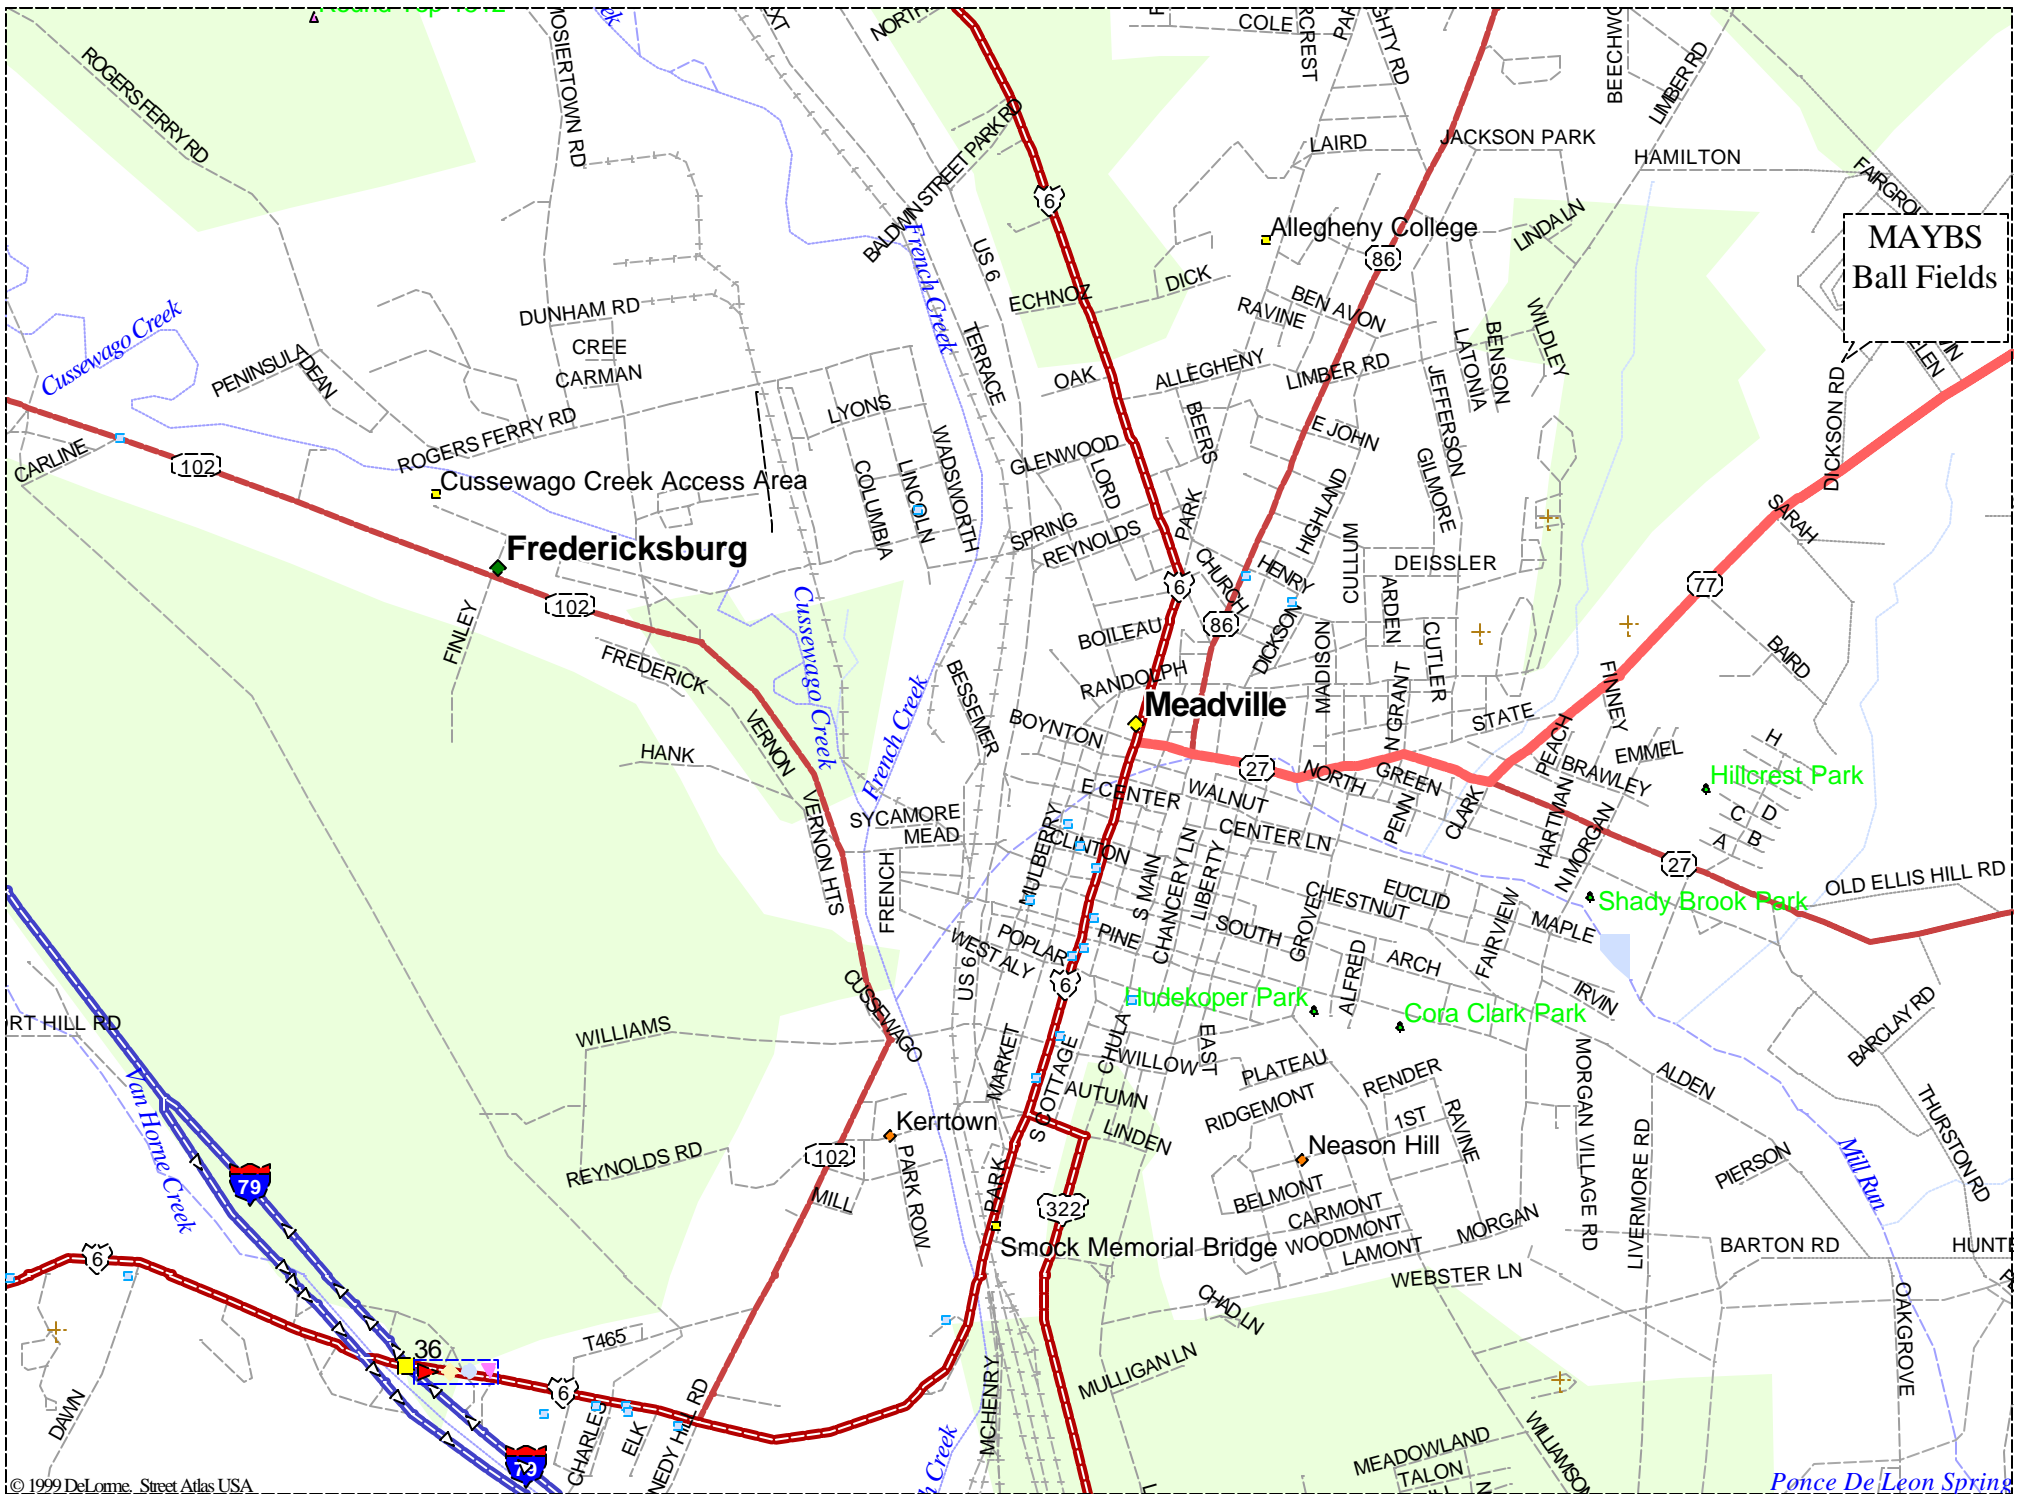 Round Top 1812
NORTH
COLE
ROGERS FERRY RD
MOSIERTOWN RD
LIMBER RD
LAIRD
JACKSON PARK
HAMILTON
BALDWIN STREET PARK RD
French Creek
US 6
6
Allegheny College
86
LINDA LN
MAYBS
Ball Fields
ECHNOZ
DICK
RAVINE
BEN AVON
WILDLEY
BENSON
LATONIA
Cussewago Creek
DUNHAM RD
CREE
CARMAN
PENINSULA
DEAN
TERRACE
OAK
ALLEGHENY
LIMBER RD
JEFFERSON
DICKSON RD
LYONS
ROGERS FERRY RD
CARLINE
102
Cussewago Creek Access Area
COLUMBIA
LINCOLN
WADSWORTH
GLENWOOD
LORD
BEERS
E JOHN
GILMORE
HIGHLAND
PARK
SPRING
REYNOLDS
SARAH
Fredericksburg
102
CHURCH
HENRY
CULLUM
DEISSLER
ARDEN
6
86
77
FINLEY
FREDERICK
Cussewago Creek
BOILEAU
DICKSON
MADISON
CUTLER
BAIRD
RANDOLPH
N GRANT
FINNEY
Meadville
BESSEMER
French Creek
VERNON
HANK
BOYNTON
STATE
PEACH
EMMEL
BRAWLEY
H
27
NORTH
GREEN
Hillcrest Park
E CENTER
WALNUT
VERNON HTS
SYCAMORE
MEAD
MULBERRY
CLINTON
CENTER LN
PENN
CLARK
HARTMAN
N MORGAN
C
D
A
B
27
FRENCH
S MAIN
CHANCERY LN
LIBERTY
CHESTNUT
EUCLID
OLD ELLIS HILL RD
Shady Brook Park
MAPLE
FAIRVIEW
SOUTH
GROVE
PINE
POPLAR
WEST ALY
US 6
ALFRED
ARCH
IRVIN
6
Hudekoper Park
Cora Clark Park
CUSSEWAGO
WILLIAMS
RT HILL RD
BARCLAY RD
MARKET
CHULA
EAST
WILLOW
PLATEAU
RENDER
ALDEN
S COTTAGE
AUTUMN
RIDGEMONT
1ST
RAVINE
MORGAN VILLAGE RD
LIVERMORE RD
THURSTON RD
Van Horne Creek
79
Kerrtown
102
LINDEN
Neason Hill
REYNOLDS RD
PIERSON
Mill Run
MILL
PARK ROW
PARK
322
BELMONT
CARMONT
WOODMONT
LAMONT
MORGAN
Smock Memorial Bridge
BARTON RD
HUNTE
6
WEBSTER LN
CHAD LN
OAKGROVE
T465
36
MULLIGAN LN
6
DAWN
CHARLES
ELK
NEDY HILL RD
MCHENRY
MEADOWLAND
TALON
WILLIAMSON
79
h Creek
Ponce De Leon Spring
© 1999 DeLorme. Street Atlas USA